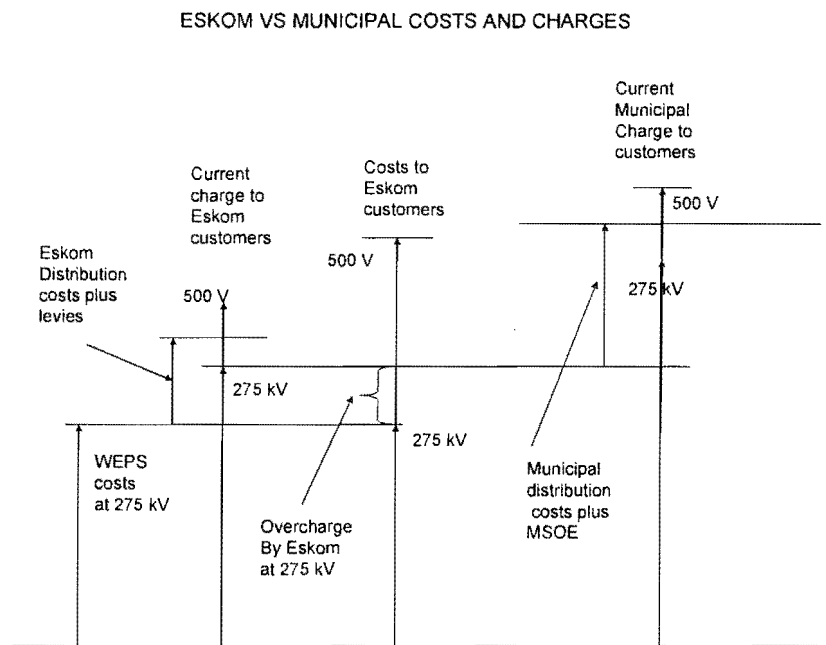 ESKOM VS MUNICIPAL COSTS AND CHARGES
Current
Municipal
Charge to
customers
500 V
275 kV
Costs to
Eskom
customers
500 V
275 kV
Current
charge to
Eskom
customers
500 V
275 kV
Eskom
Distribution
costs plus
levies
WEPS
costs
at 275 kV
Overcharge
By Eskom
at 275 kV
Municipal
distribution
costs plus
MSOE